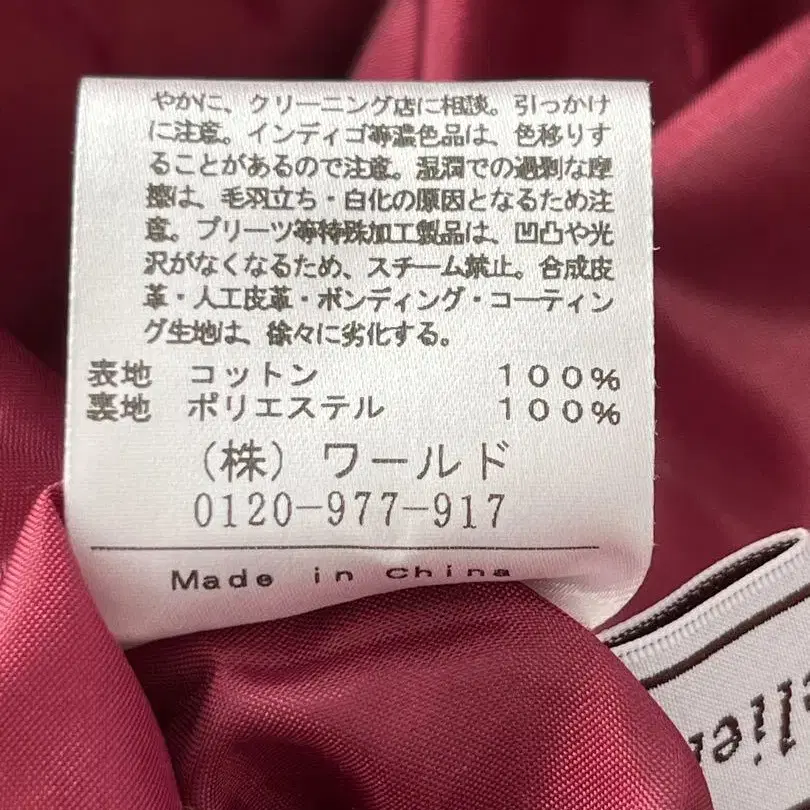 やかに、クリーニング店に相談。引っかけ
に注意。インディゴ等濃色品は、色移りす
ることがあるので注意。湿潤での過剰な摩
擦は、毛羽立ち・白化の原因となるため注
意。プリーツ等特殊加工製品は、凹凸や光
沢がなくなるため、スチーム禁止。合成皮
革・人工皮革・ボンディング・コーティン
グ生地は、徐々に劣化する。
表地 コットン 100%
裏地 ポリエステル 100%
(株)ワールド
0120-977-917
Made in China